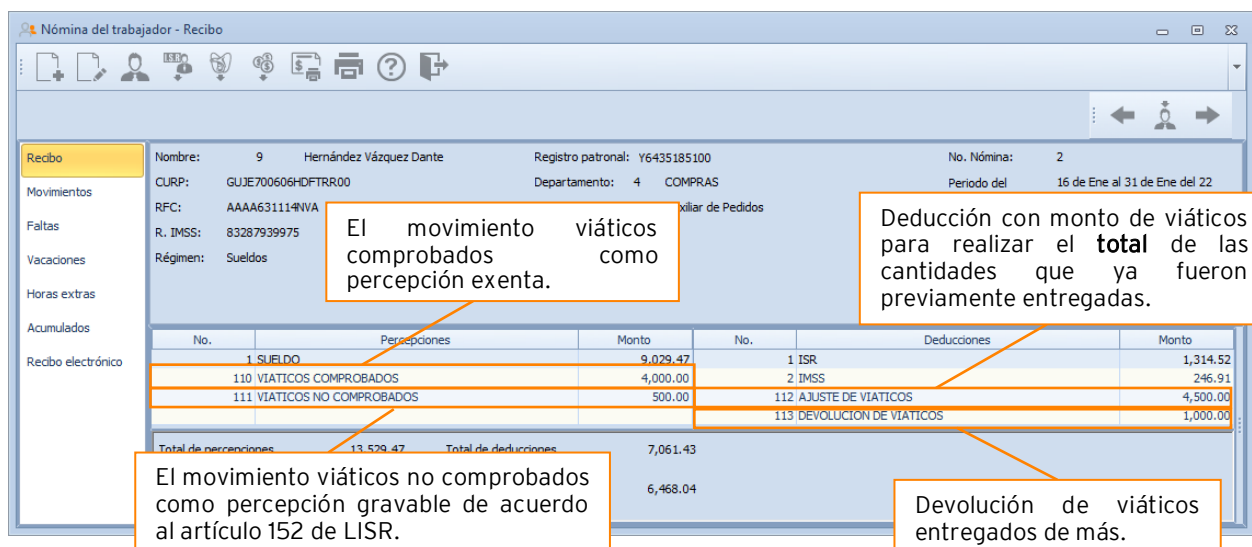 Nómina del trabajador - Recibo
Recibo
Movimientos
Faltas
Vacaciones
Horas extras
Acumulados
Recibo electrónico
Nombre: 9 Hernández Vázquez Dante Registro patronal: Y6435185100 No. Nómina: 2
CURP: GUJE700606HDFTRR00 Departamento: 4 COMPRAS Periodo del 16 de Ene al 31 de Ene del 22
RFC: AAAA631114NVA de Pedidos
R. IMSS: 83287939975
Régimen: Sueldos
El movimiento viáticos
comprobados como
percepción exenta.
Deducción con monto de viáticos
para realizar el total de las
cantidades que ya fueron
previamente entregadas.
No. Percepciones Monto No. Deducciones Monto
1 SUELDO 9,029.47 1 ISR 1,314.52
110 VIATICOS COMPROBADOS 4,000.00 2 IMSS 246.91
111 VIATICOS NO COMPROBADOS 500.00 112 AJUSTE DE VIATICOS 4,500.00
113 DEVOLUCION DE VIATICOS 1,000.00
Total de percepciones 13,529.47 Total de deducciones 7,061.43
6,468.04
El movimiento viáticos no comprobados
como percepción gravable de acuerdo
al artículo 152 de LISR.
Devolución de viáticos
entregados de más.